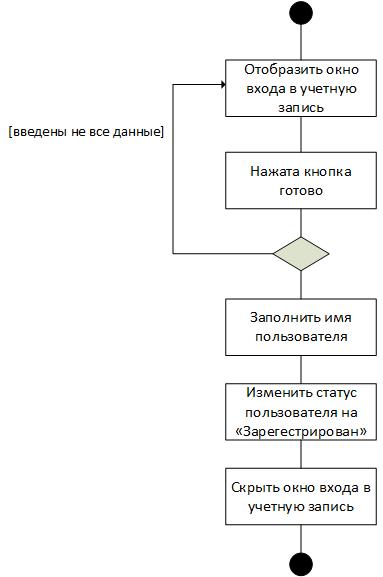 Отобразить окно
входа в учетную
запись
[введены не все данные]
Нажата кнопка
готово
Заполнить имя
пользователя
Изменить статус
пользователя на
«Зарегестрирован»
Скрыть окно входа в
учетную запись